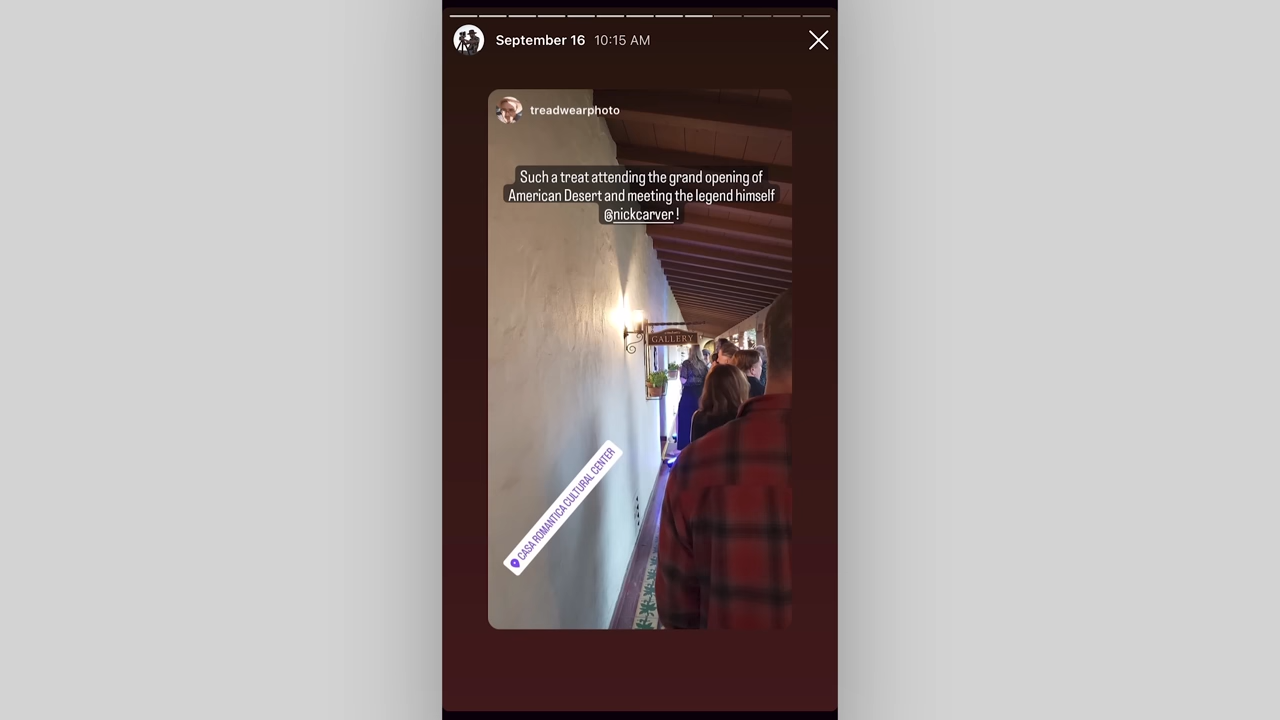 September 16 10:15 AM
treadwearphoto
Such a treat attending the grand opening of
American Desert and meeting the legend himself
@nickcarver !
GALLERY
CASA ROMANTICA CULTURAL CENTER